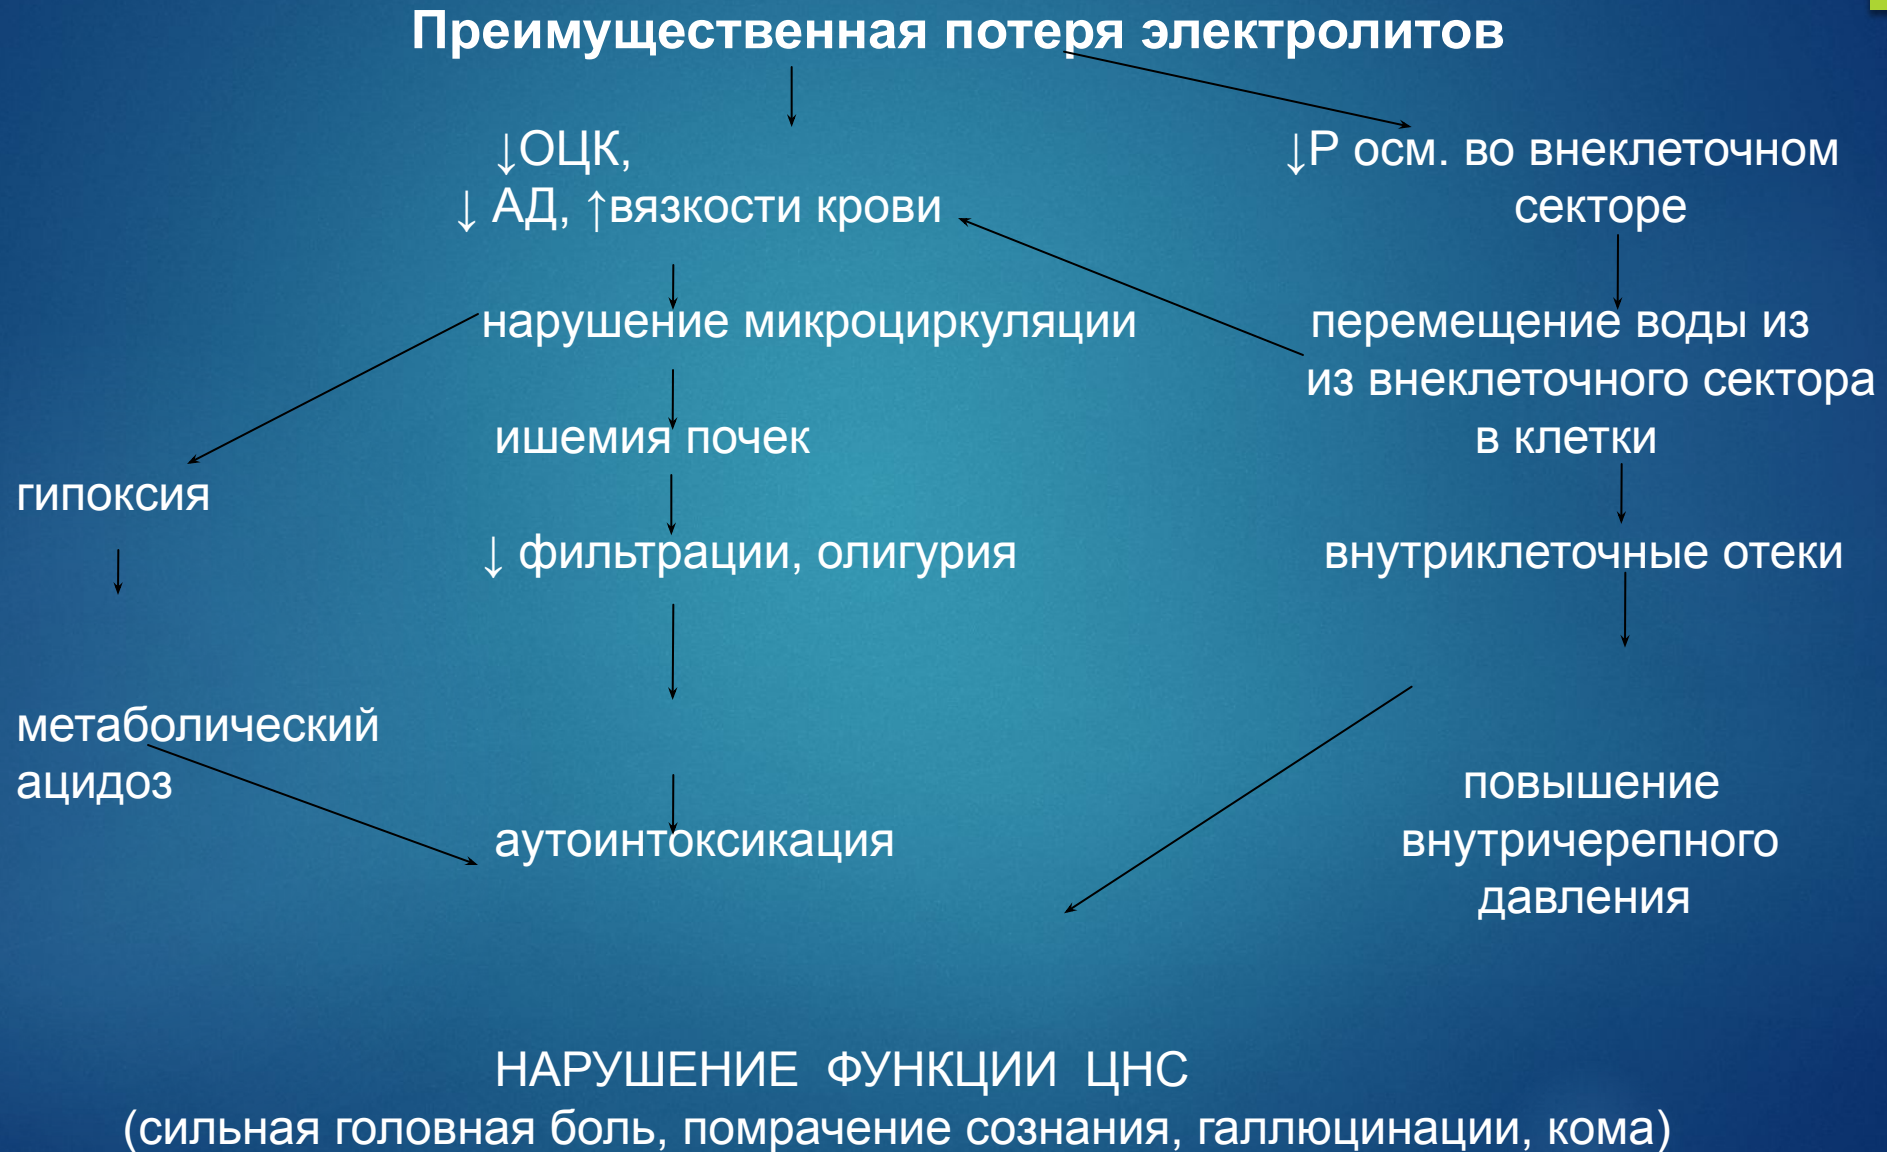 Преимущественная потеря электролитов
↓ОЦК,
↓Р осм. во внеклеточном
↓ АД, ↑вязкости крови
секторе
нарушение микроциркуляции
перемещение воды из
из внеклеточного сектора
ишемия почек
в клетки
гипоксия
↓ фильтрации, олигурия
внутриклеточные отеки
метаболический
ацидоз
повышение
аутоинтоксикация
внутричерепного
давления
НАРУШЕНИЕ ФУНКЦИИ ЦНС
(сильная головная боль, помрачение сознания, галлюцинации, кома)